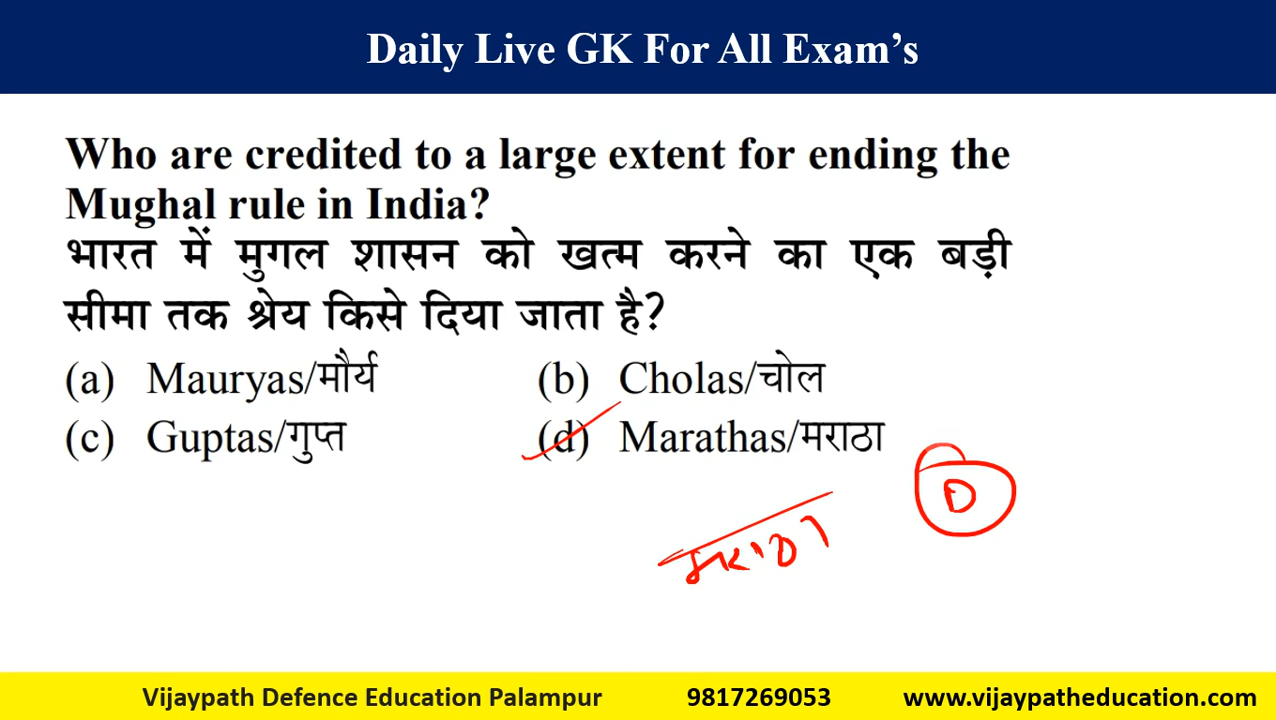 Daily Live GK For All Exam’s
Who are credited to a large extent for ending the
Mughal rule in India?
भारत में मुगल शासन को खत्म करने का एक बड़ी
सीमा तक श्रेय किसे दिया जाता है?
(a) Mauryas/मौर्य (b) Cholas/चोल
(c) Guptas/गुप्त (d) Marathas/मराठा
D
मराठा
Vijaypath Defence Education Palampur 9817269053 www.vijaypatheducation.com